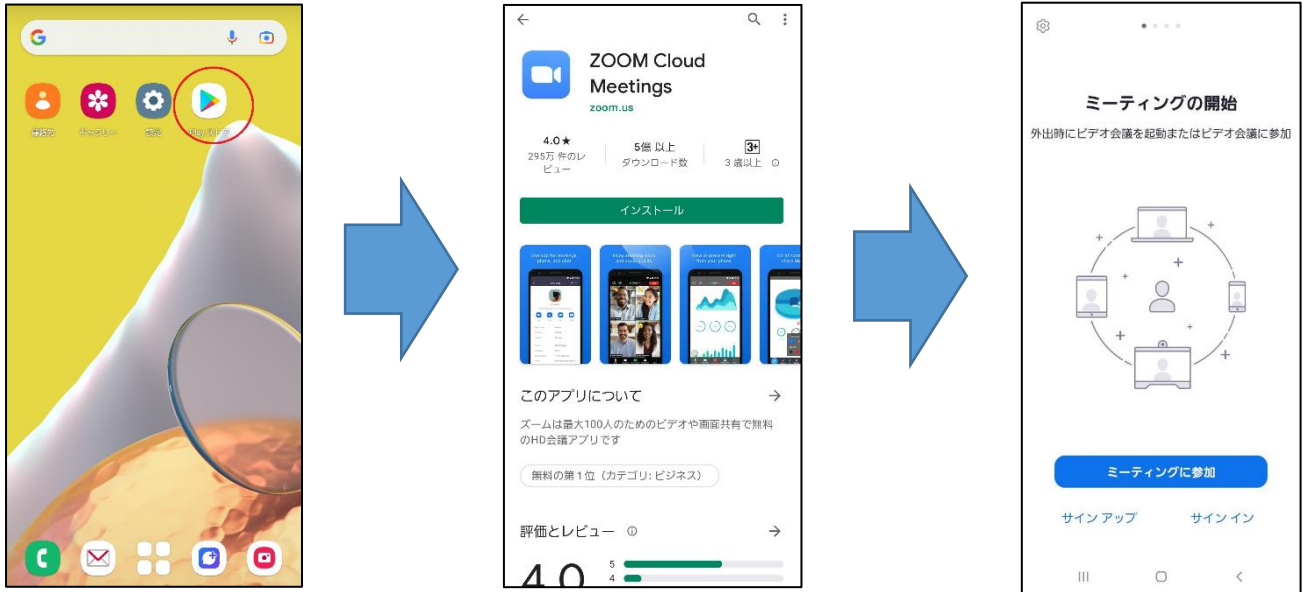 Play ストア
ZOOM Cloud
Meetings
zoom.us
4.0★
295万 件のレ
ビュー
5億 以上
ダウンロード数
3+
3 歳以上
インストール
このアプリについて
ズームは最大100人のためのビデオや画面共有で無料
のHD会議アプリです
無料の第1位（カテゴリ: ビジネス）
評価とレビュー
4.0
5
4
ミーティングの開始
外出時にビデオ会議を起動またはビデオ会議に参加
ミーティングに参加
サイン アップ
サイン イン